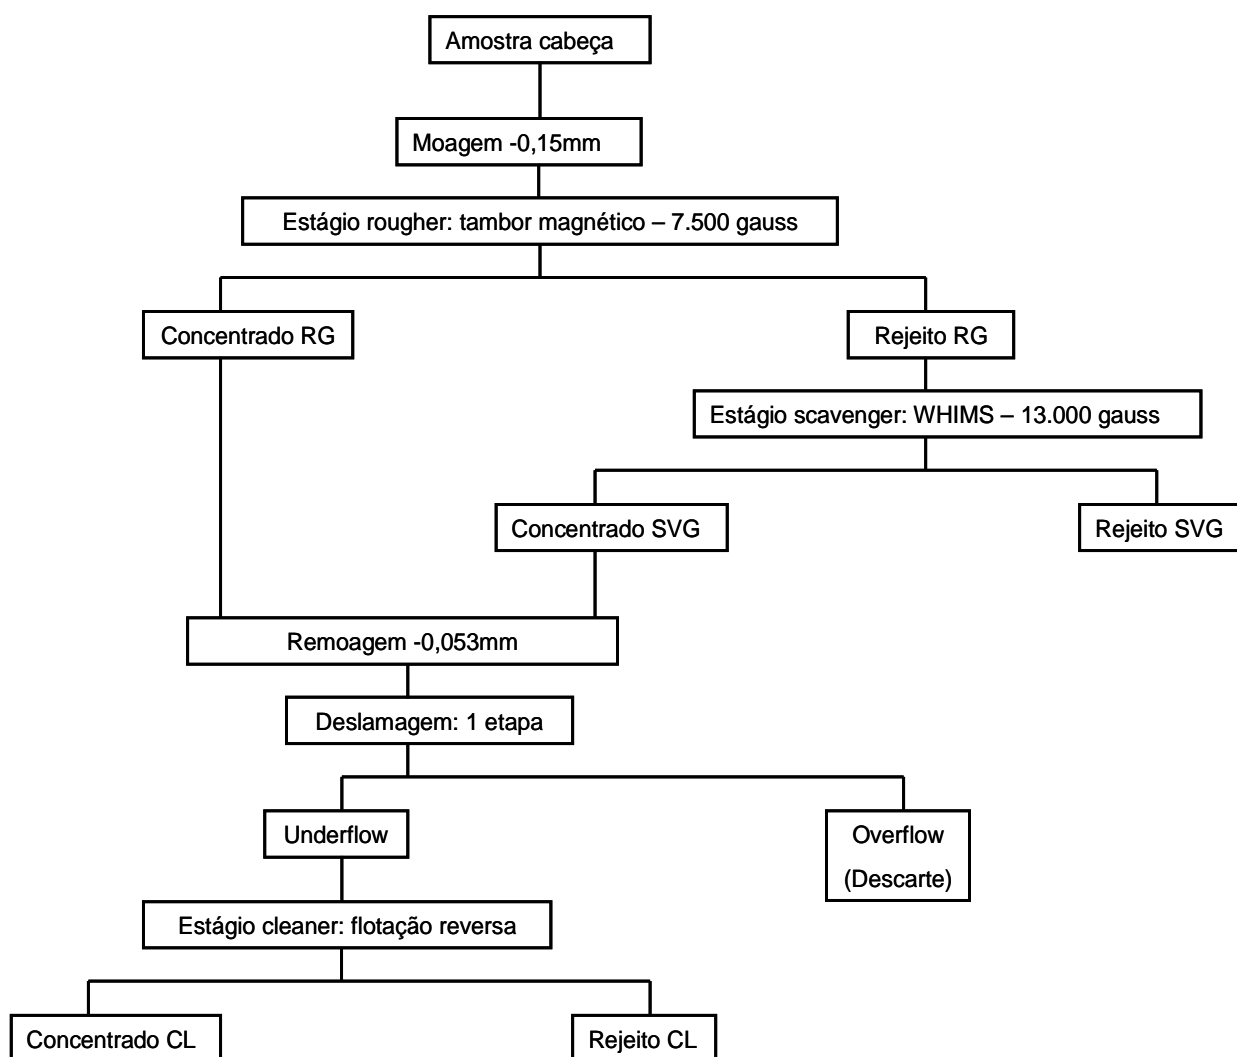 Amostra cabeça
Moagem -0,15mm
Estágio rougher: tambor magnético – 7.500 gauss
Concentrado RG
Rejeito RG
Estágio scavenger: WHIMS – 13.000 gauss
Concentrado SVG
Rejeito SVG
Remoagem -0,053mm
Deslamagem: 1 etapa
Underflow
Overflow
(Descarte)
Estágio cleaner: flotação reversa
Concentrado CL
Rejeito CL